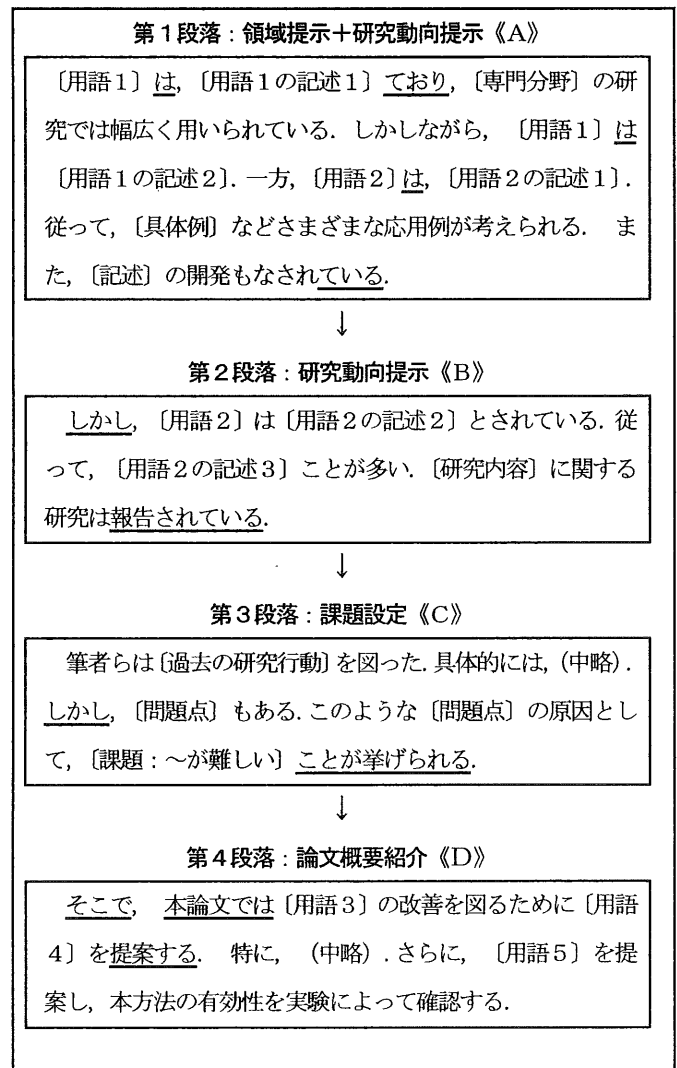 第1段落：領域提示＋研究動向提示《A》
〔用語1〕は，〔用語1の記述1〕ており，〔専門分野〕の研
究では幅広く用いられている．しかしながら，〔用語1〕は
〔用語1の記述2〕．一方，〔用語2〕は，〔用語2の記述1〕．
従って，〔具体例〕などさまざまな応用例が考えられる． ま
た，〔記述〕の開発もなされている．
↓
第2段落：研究動向提示《B》
しかし，〔用語2〕は〔用語2の記述2〕とされている．従
って，〔用語2の記述3〕ことが多い．〔研究内容〕に関する
研究は報告されている．
↓
第3段落：課題設定《C》
筆者らは〔過去の研究行動〕を図った．具体的には，（中略）．
しかし，〔問題点〕もある．このような〔問題点〕の原因とし
て，〔課題：～が難しい〕ことが挙げられる．
↓
第4段落：論文概要紹介《D》
そこで，本論文では〔用語3〕の改善を図るために〔用語
4〕を提案する． 特に，（中略）．さらに，〔用語5〕を提
案し，本方法の有効性を実験によって確認する．